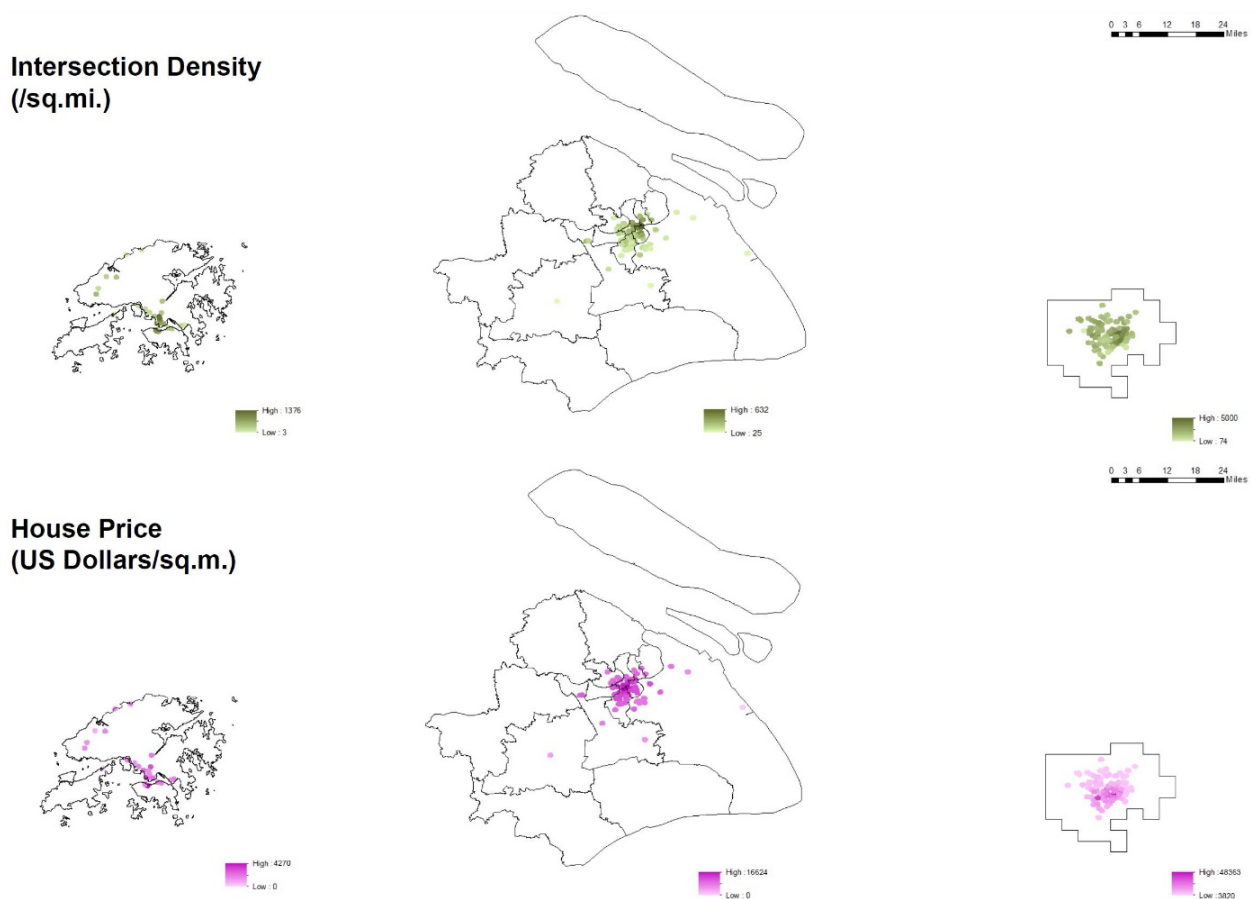 0 3 6 12 18 24
Miles
Intersection Density
(/sq.mi.)
High : 1376
Low : 3
High : 632
Low : 25
High : 5000
Low : 74
0 3 6 12 18 24
Miles
House Price
(US Dollars/sq.m.)
High : 4270
Low : 0
High : 16624
Low : 0
High : 48363
Low : 3820